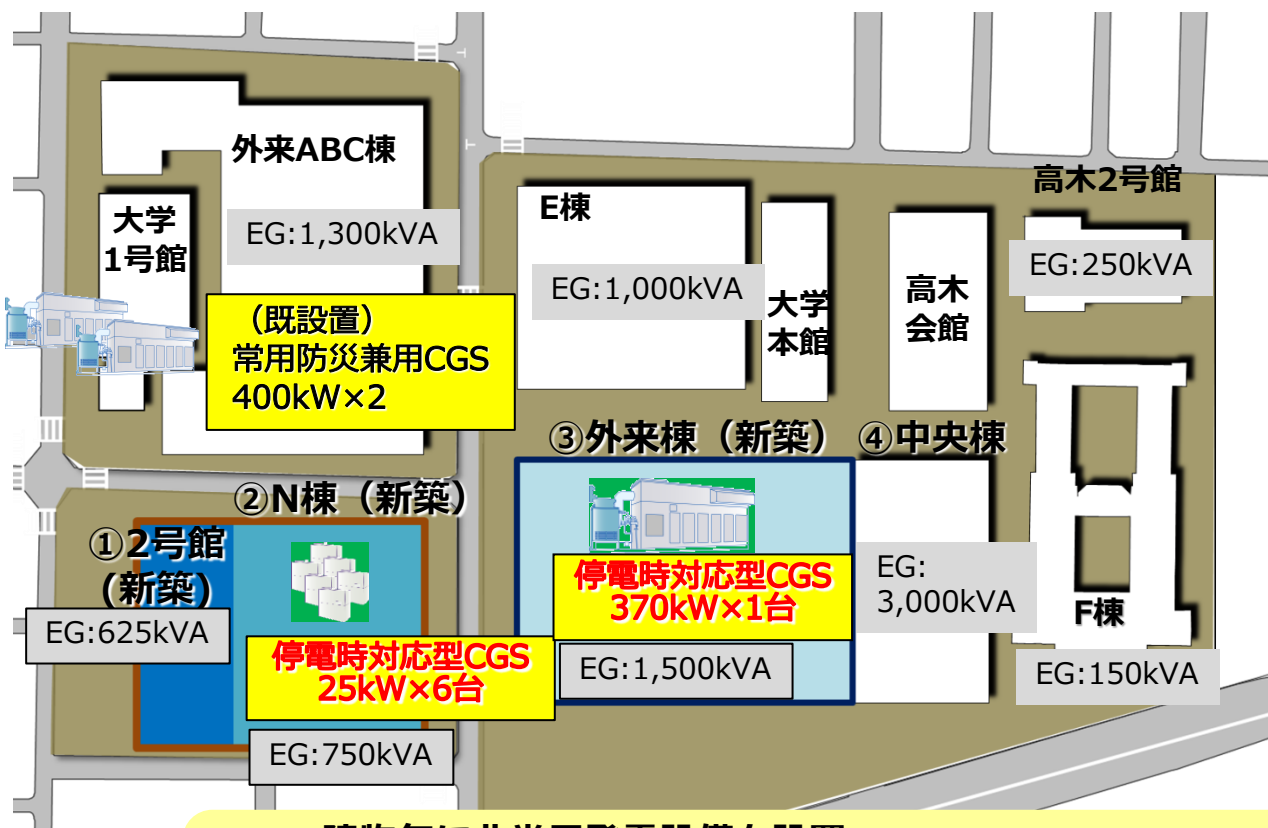 外来ABC棟
大学
1号館
EG:1,300kVA
（既設置）
常用防災兼用CGS
400kW×2
E棟
EG:1,000kVA
大学
本館
高木
会館
高木2号館
EG:250kVA
②N棟（新築）
①2号館
(新築)
EG:625kVA
停電時対応型CGS
25kW×6台
EG:750kVA
③外来棟（新築）
停電時対応型CGS
370kW×1台
EG:1,500kVA
④中央棟
EG:
3,000kVA
F棟
EG:150kVA